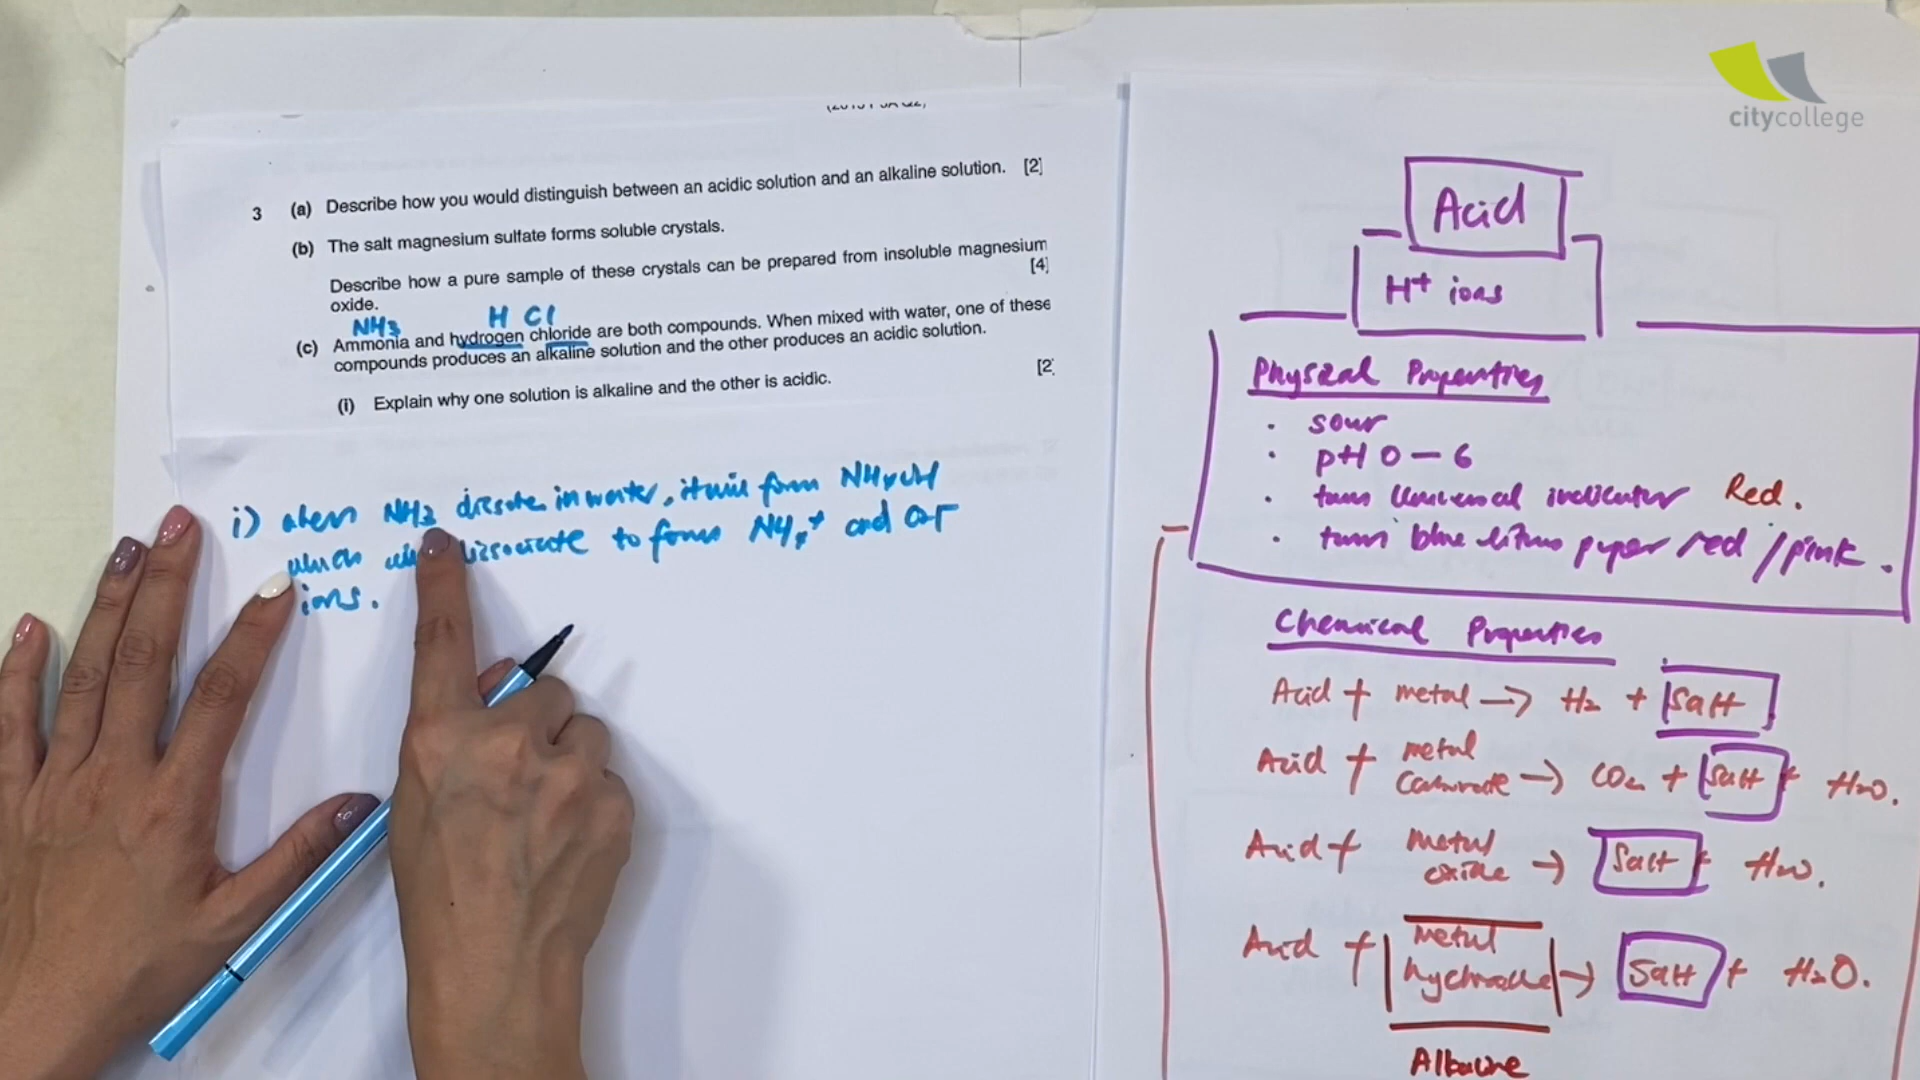 citycollege
3 (a) Describe how you would distinguish between an acidic solution and an alkaline solution. [2]
(b) The salt magnesium sulfate forms soluble crystals.
Describe how a pure sample of these crystals can be prepared from insoluble magnesium
oxide. [4]
NH3 H Cl
(c) Ammonia and hydrogen chloride are both compounds. When mixed with water, one of these
compounds produces an alkaline solution and the other produces an acidic solution.
(i) Explain why one solution is alkaline and the other is acidic. [2]
i) when NH3 in water, it will form NH4OH
which to form NH4+ and
ions.
Acid
H+ ions
Physical Properties
· sour
· pH 0 – 6
· turns Universal indicator Red.
· turns blue litmus paper red / pink.
Chemical Properties
Acid + metal → H2 + Salt
Acid + metal carbonate → CO2 + Salt + H2O.
Acid + metal oxide → Salt + H2O.
Acid + metal hydroxide → Salt + H2O.
Alkaline